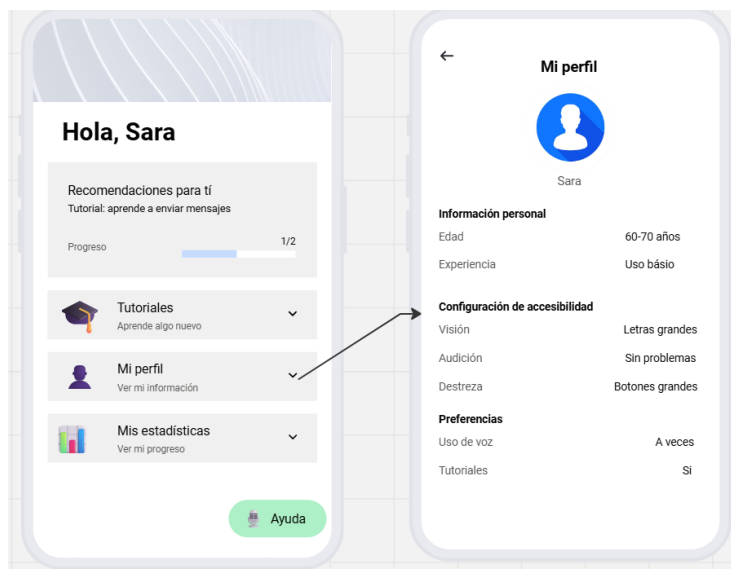 Hola, Sara
Recomendaciones para tí
Tutorial: aprende a enviar mensajes
Progreso 1/2
Tutoriales
Aprende algo nuevo
Mi perfil
Ver mi información
Mis estadísticas
Ver mi progreso
Ayuda
Mi perfil
Sara
Información personal
Edad 60-70 años
Experiencia Uso básio
Configuración de accesibilidad
Visión Letras grandes
Audición Sin problemas
Destreza Botones grandes
Preferencias
Uso de voz A veces
Tutoriales Si